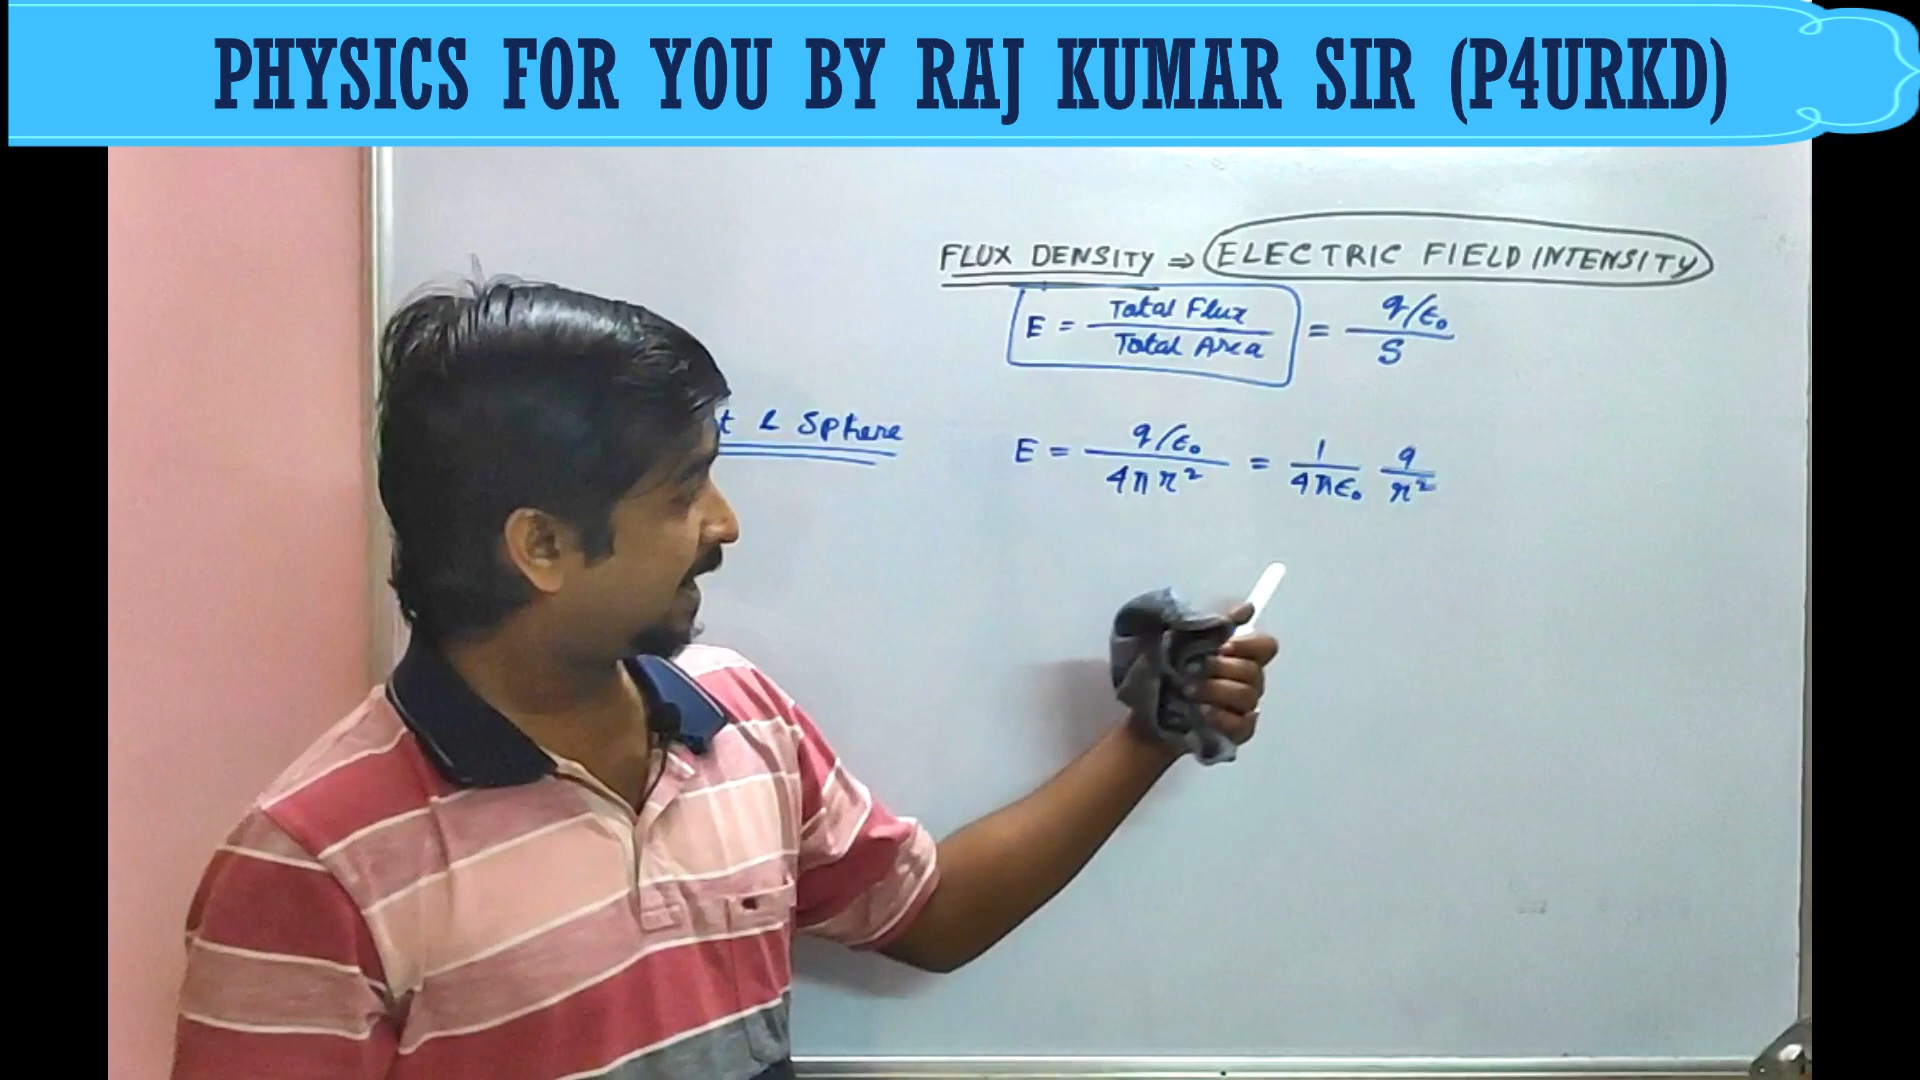 PHYSICS FOR YOU BY RAJ KUMAR SIR (P4URKD)
FLUX DENSITY ⇒ ELECTRIC FIELD INTENSITY
E = Total Flux / Total Area = q/ϵ₀ / S
t & Sphere
E = q/ϵ₀ / 4πr² = 1 / 4πϵ₀ q / r²